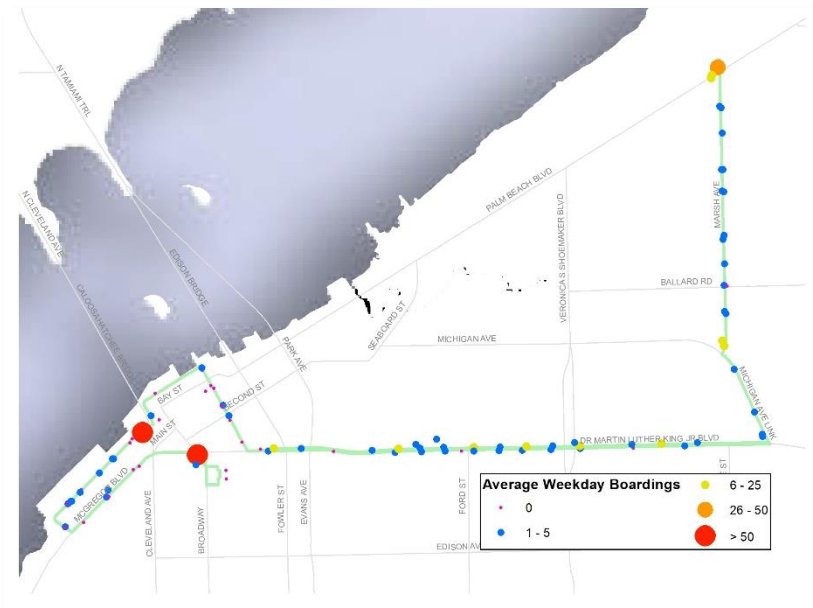 N TAMIAMI TRL
N CLEVELAND AVE
EDISON BRIDGE
CALOOSAHATCHEE BRIDGE
PALM BEACH BLVD
VERONICA S SHOEMAKER BLVD
MARSH AVE
BALLARD RD
SEABOARD ST
MICHIGAN AVE
PARK AVE
MICHIGAN AVE LINK
BAY ST
SECOND ST
MAIN ST
DR MARTIN LUTHER KING JR BLVD
MCGREGOR BLVD
CLEVELAND AVE
BROADWAY
FOWLER ST
EVANS AVE
FORD ST
E ST
EDISON AV
Average Weekday Boardings
0
1 - 5
6 - 25
26 - 50
> 50